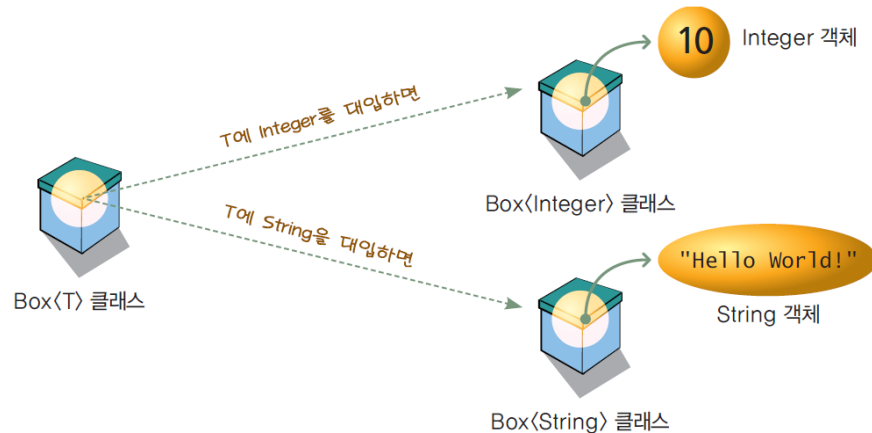 10
Integer 객체
T에 Integer를 대입하면
Box〈Integer〉 클래스
T에 String을 대입하면
"Hello World!"
Box〈T〉 클래스
String 객체
Box〈String〉 클래스